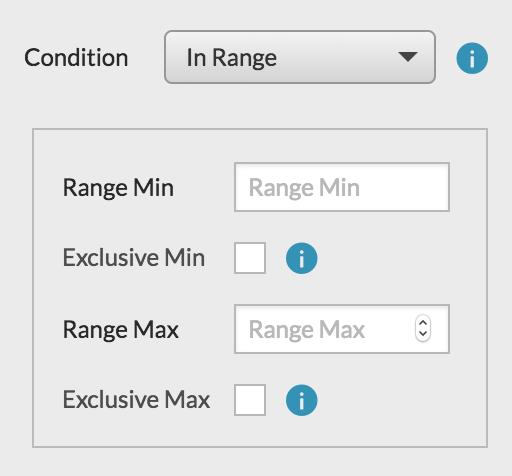 Condition In Range i
Range Min Range Min
Exclusive Min i
Range Max Range Max
Exclusive Max i